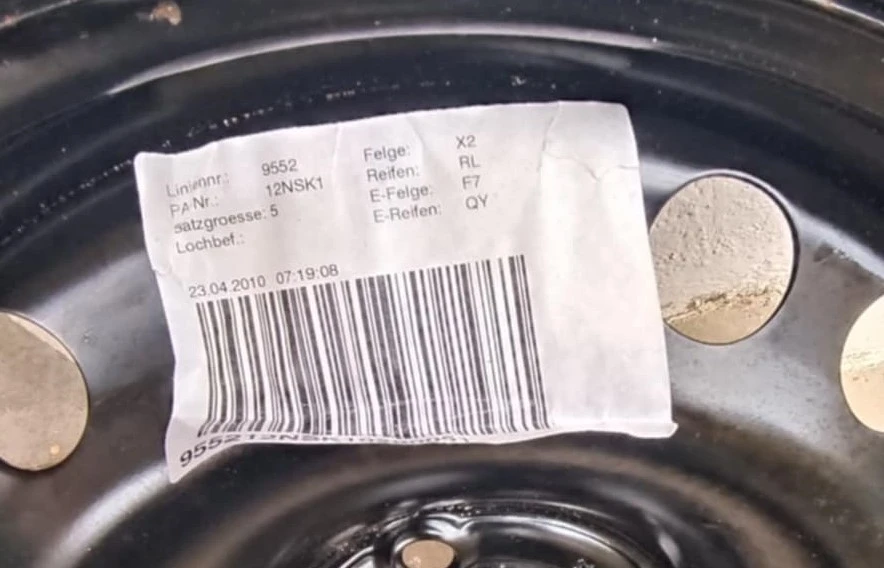 Liniennr.: 9552
PA-Nr.: 12NSK1
satzgroesse: 5
Lochbef.:
Felge: X2
Reifen: RL
E-Felge: F7
E-Reifen: QY
23.04.2010 07:19:08